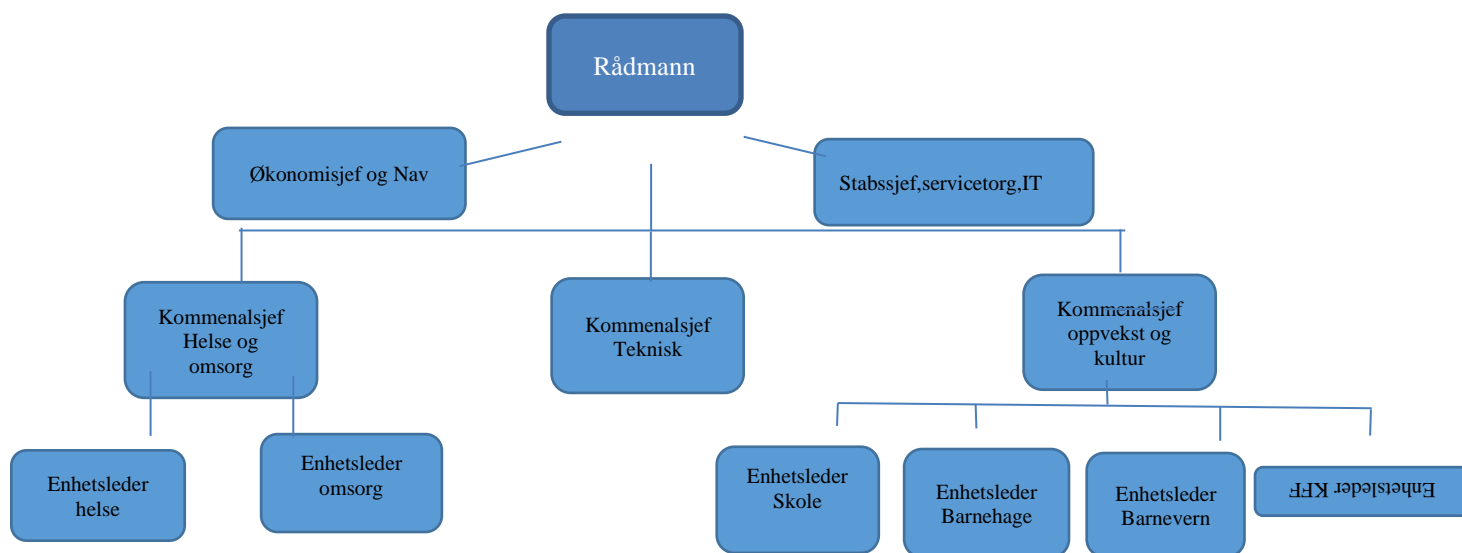 Rådmann
Økonomisjef og Nav
Stabssjef,servicetorg,IT
Kommenalsjef
Helse og
omsorg
Kommenalsjef
Teknisk
Kommenalsjef
oppvekst og
kultur
Enhetsleder
helse
Enhetsleder
omsorg
Enhetsleder
Skole
Enhetsleder
Barnehage
Enhetsleder
Barnevern
Enhetsleder KFF